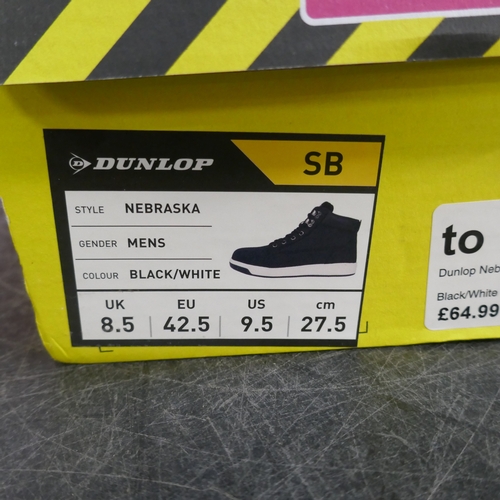 DUNLOP
SB
STYLE NEBRASKA
GENDER MENS
COLOUR BLACK/WHITE
UK EU US cm
8.5 42.5 9.5 27.5
to
Dunlop Neb
Black/White
£64.99